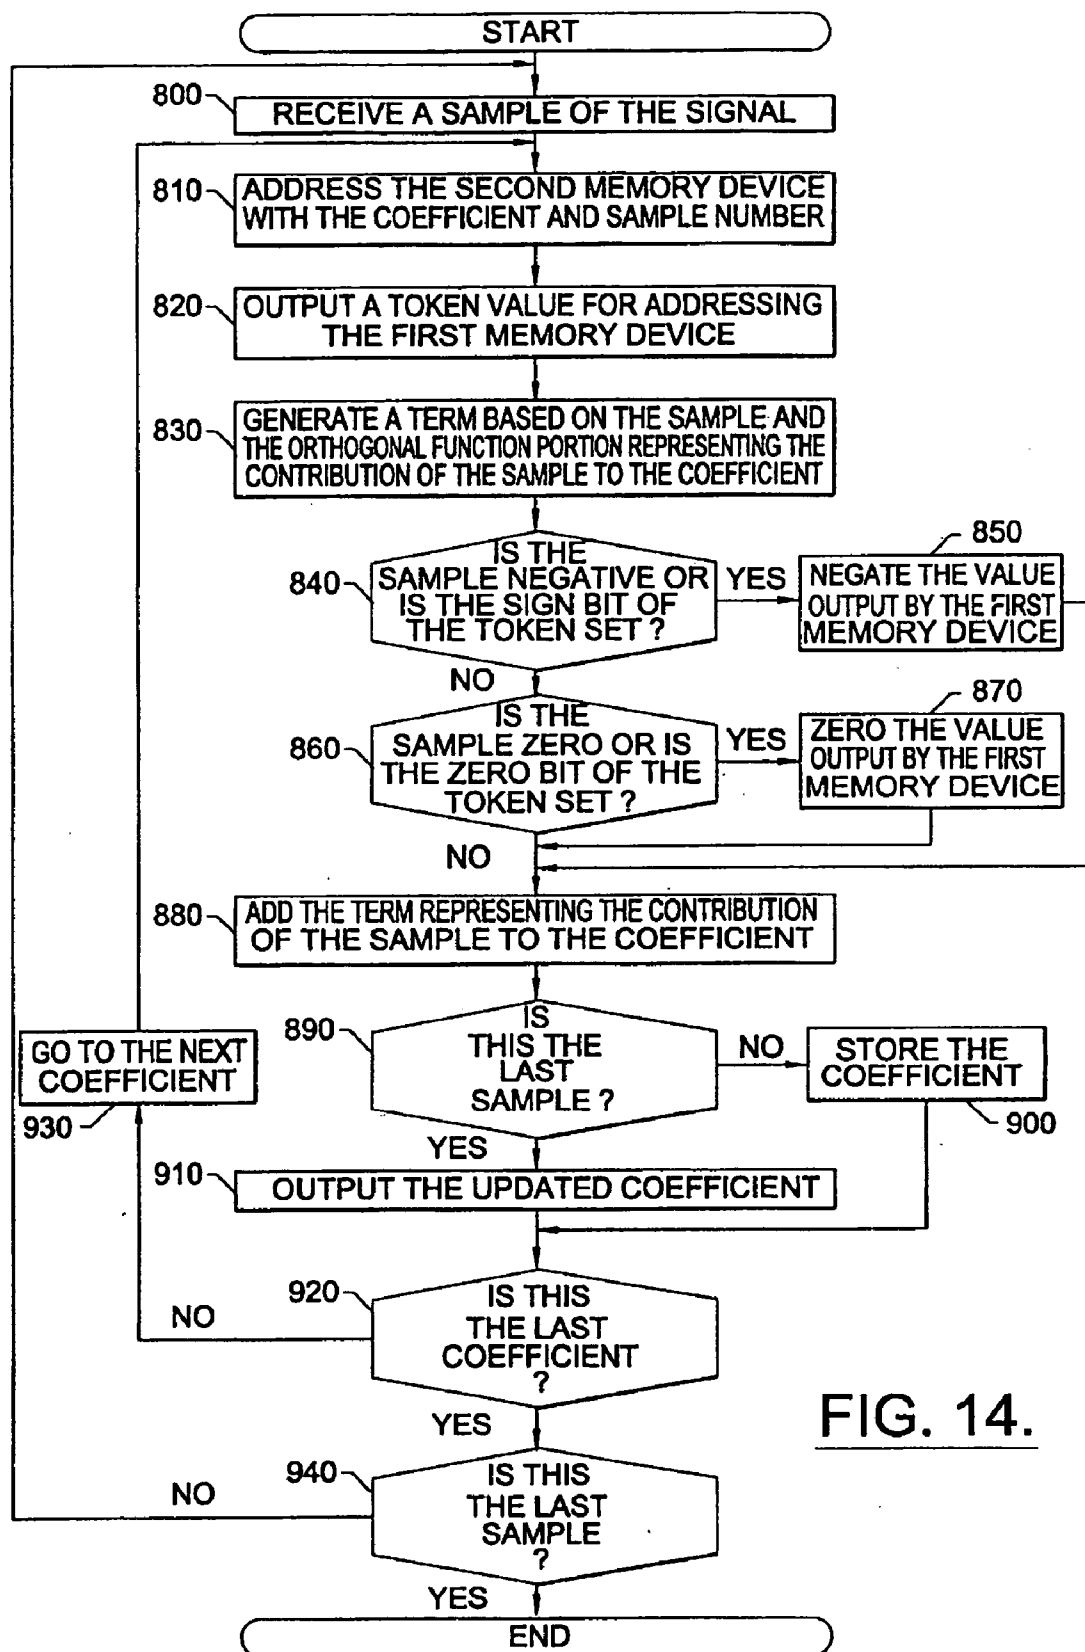 START
800
RECEIVE A SAMPLE OF THE SIGNAL
810
ADDRESS THE SECOND MEMORY DEVICE
WITH THE COEFFICIENT AND SAMPLE NUMBER
820
OUTPUT A TOKEN VALUE FOR ADDRESSING
THE FIRST MEMORY DEVICE
830
GENERATE A TERM BASED ON THE SAMPLE AND
THE ORTHOGONAL FUNCTION PORTION REPRESENTING THE
CONTRIBUTION OF THE SAMPLE TO THE COEFFICIENT
840
IS THE
SAMPLE NEGATIVE OR
IS THE SIGN BIT OF
THE TOKEN SET ?
YES
850
NEGATE THE VALUE
OUTPUT BY THE FIRST
MEMORY DEVICE
NO
860
IS THE
SAMPLE ZERO OR IS
THE ZERO BIT OF THE
TOKEN SET ?
YES
870
ZERO THE VALUE
OUTPUT BY THE FIRST
MEMORY DEVICE
NO
880
ADD THE TERM REPRESENTING THE CONTRIBUTION
OF THE SAMPLE TO THE COEFFICIENT
890
IS
THIS THE
LAST
SAMPLE ?
NO
STORE THE
COEFFICIENT
900
GO TO THE NEXT
COEFFICIENT
930
YES
910
OUTPUT THE UPDATED COEFFICIENT
920
IS THIS
THE LAST
COEFFICIENT
?
NO
YES
FIG. 14.
940
IS THIS
THE LAST
SAMPLE
?
NO
YES
END